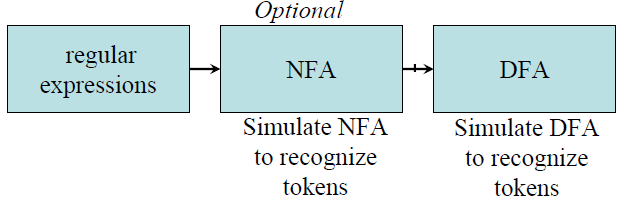 Optional
regular
expressions
NFA
DFA
Simulate NFA
to recognize
tokens
Simulate DFA
to recognize
tokens